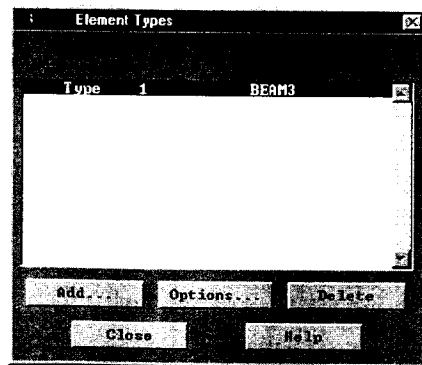 Element Types
Type 1 BEAM3
Add... Options... Delete
Close Help